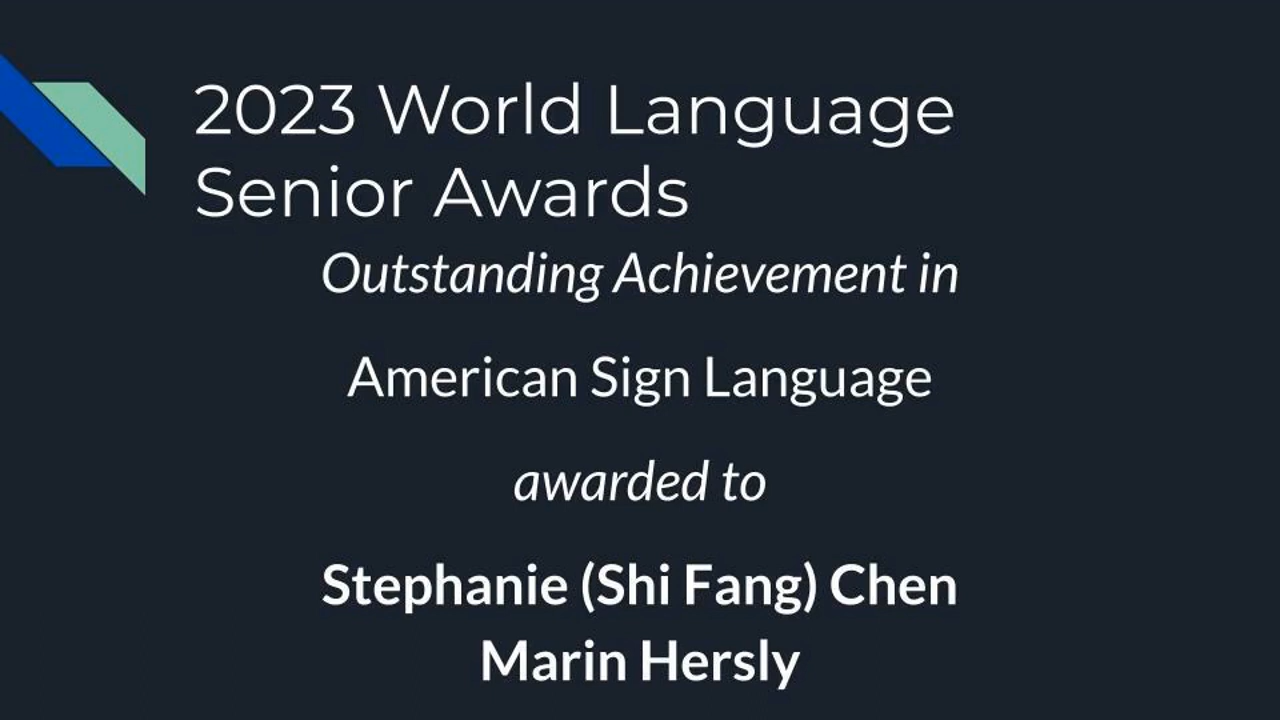 2023 World Language
Senior Awards
Outstanding Achievement in
American Sign Language
awarded to
Stephanie (Shi Fang) Chen
Marin Hersly